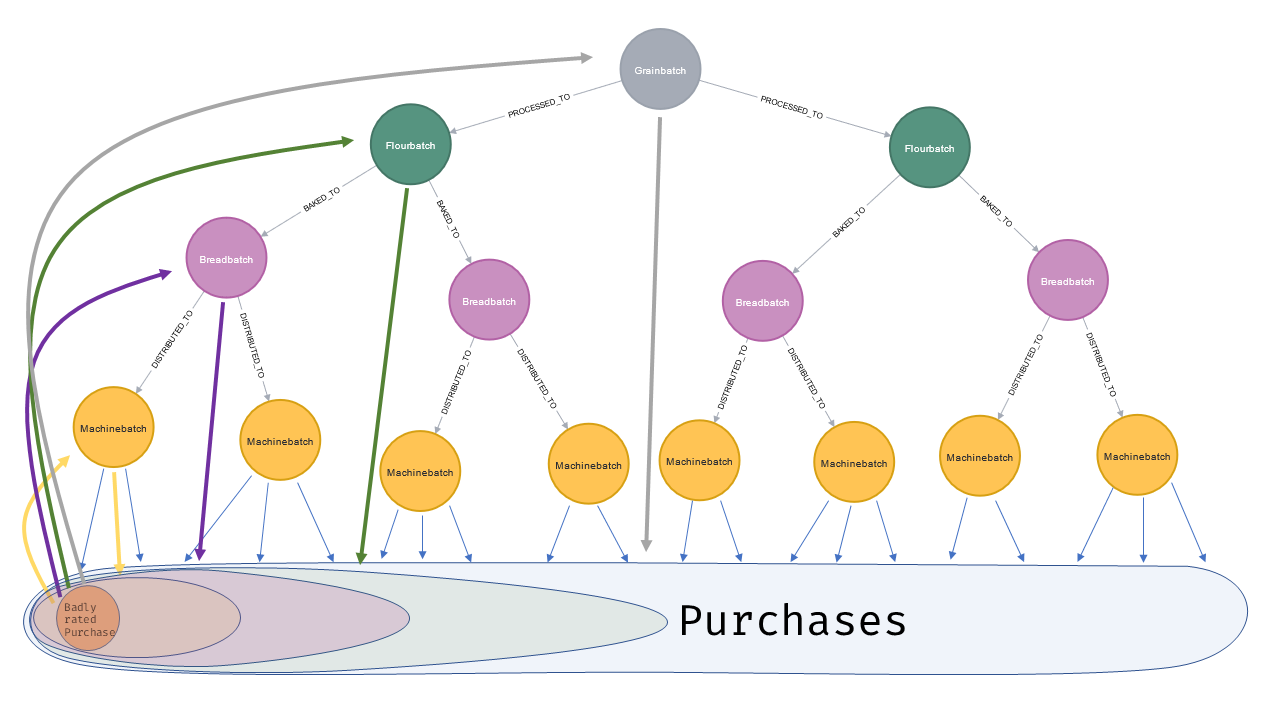 Grainbatch
PROCESSED_TO
PROCESSED_TO
Flourbatch
Flourbatch
BAKED_TO
BAKED_TO
BAKED_TO
BAKED_TO
Breadbatch
Breadbatch
Breadbatch
Breadbatch
DISTRIBUTED_TO
DISTRIBUTED_TO
DISTRIBUTED_TO
DISTRIBUTED_TO
DISTRIBUTED_TO
DISTRIBUTED_TO
DISTRIBUTED_TO
DISTRIBUTED_TO
Machinebatch
Machinebatch
Machinebatch
Machinebatch
Machinebatch
Machinebatch
Machinebatch
Machinebatch
Badly
rated
Purchase
Purchases